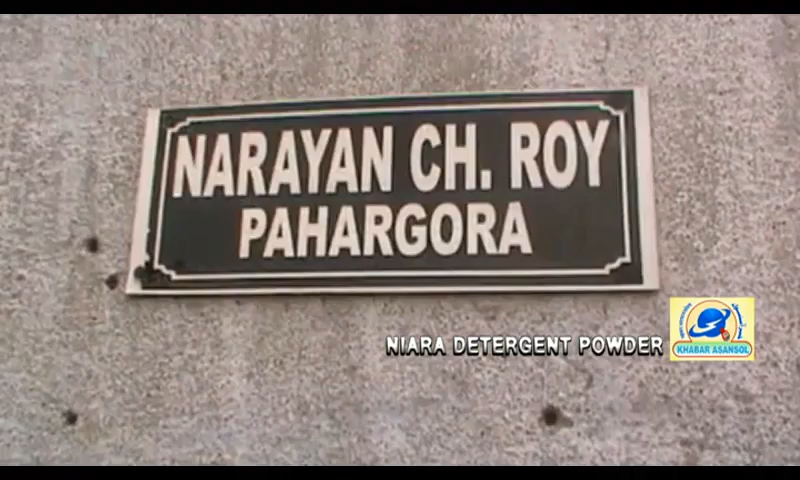 NARAYAN CH. ROY
PAHARGORA
NIARA DETERGENT POWDER
KHABAR ASANSOL